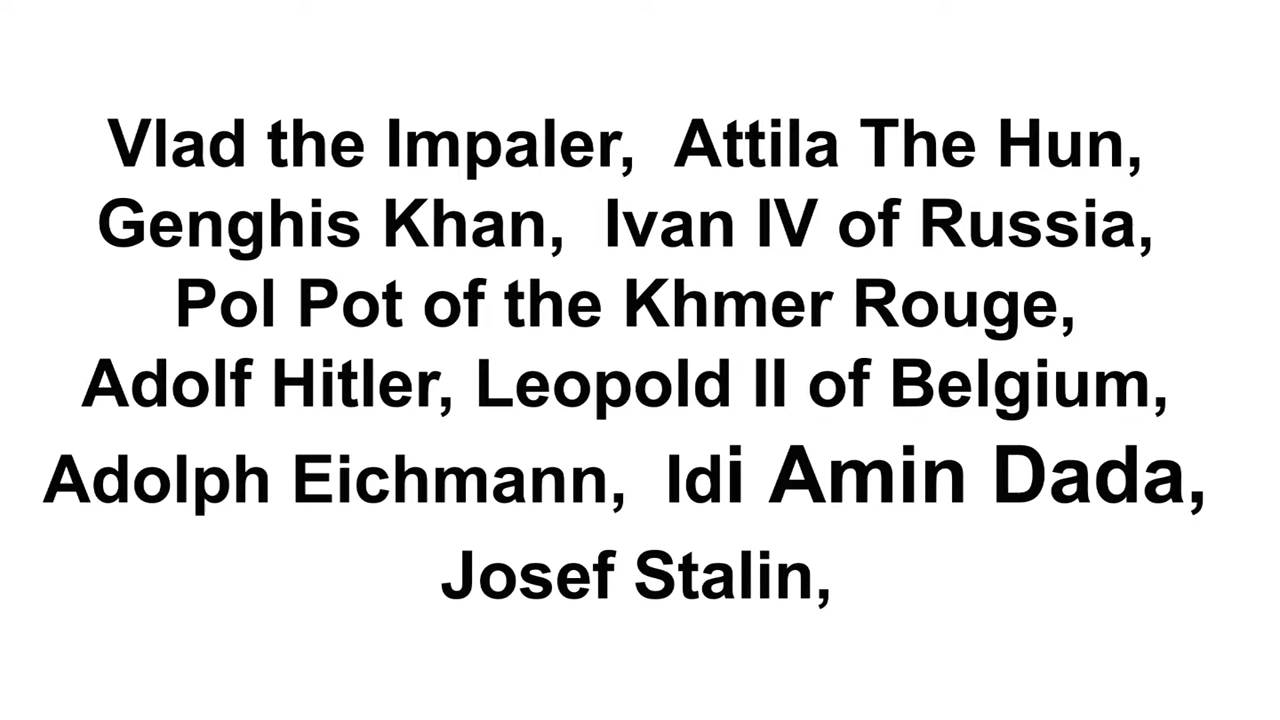 Vlad the Impaler,  Attila The Hun,
Genghis Khan,  Ivan IV of Russia,
Pol Pot of the Khmer Rouge,
Adolf Hitler, Leopold II of Belgium,
Adolph Eichmann,  Idi Amin Dada,
Josef Stalin,